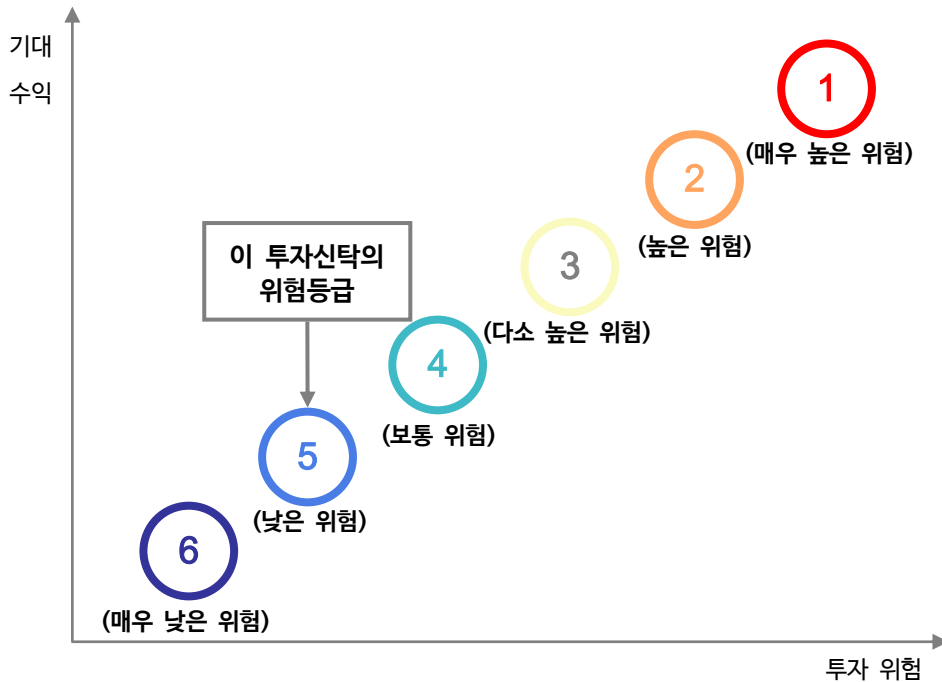 기대
수익
1
(매우 높은 위험)
2
(높은 위험)
이 투자신탁의
위험등급
3
(다소 높은 위험)
4
(보통 위험)
5
(낮은 위험)
6
(매우 낮은 위험)
투자 위험